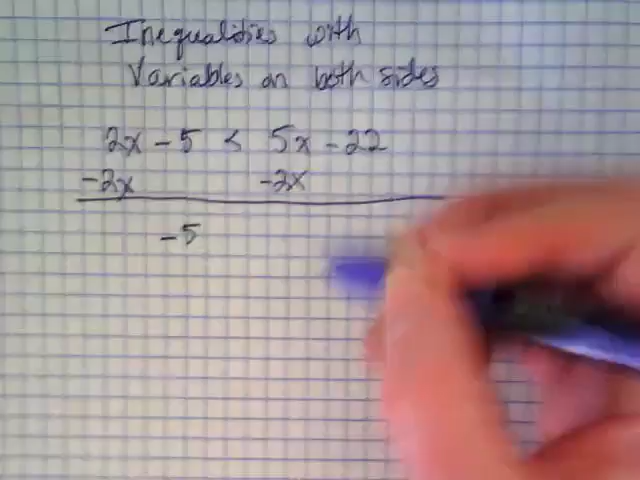 Inequalities with
Variables on both sides
2x - 5 < 5x - 22
-2x -2x
-5